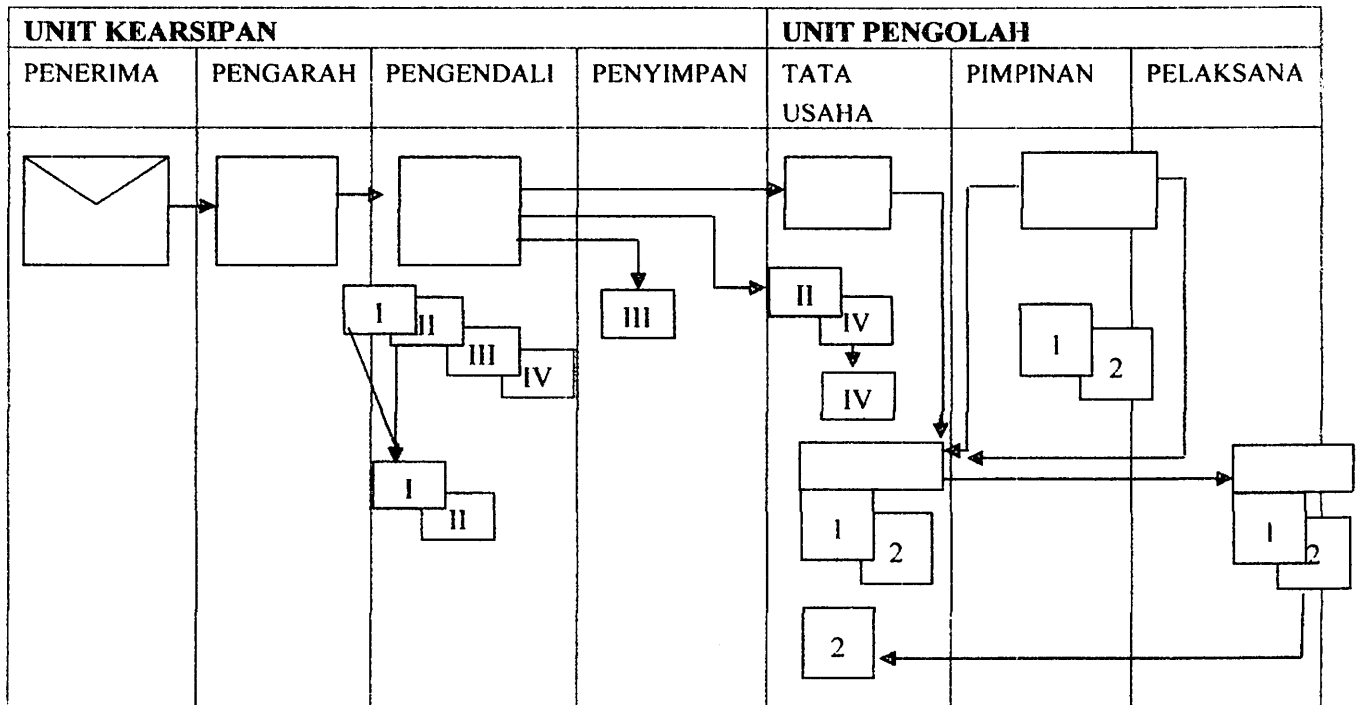 UNIT KEARSIPAN
UNIT PENGOLAH
PENERIMA
PENGARAH
PENGENDALI
PENYIMPAN
TATA
USAHA
PIMPINAN
PELAKSANA
I
II
III
IV
I
II
III
II
IV
IV
1
2
1
2
2
1
2